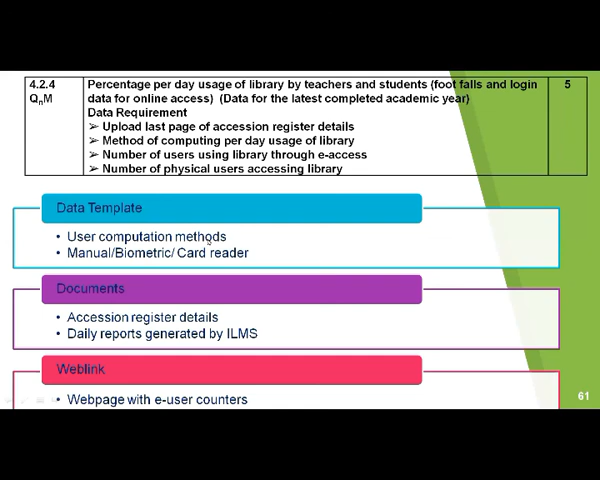 4.2.4 Percentage per day usage of library by teachers and students (foot falls and login 5
QnM data for online access) (Data for the latest completed academic year)
Data Requirement
➢ Upload last page of accession register details
➢ Method of computing per day usage of library
➢ Number of users using library through e-access
➢ Number of physical users accessing library
Data Template
• User computation methods
• Manual/Biometric/ Card reader
Documents
• Accession register details
• Daily reports generated by ILMS
Weblink
• Webpage with e-user counters
61